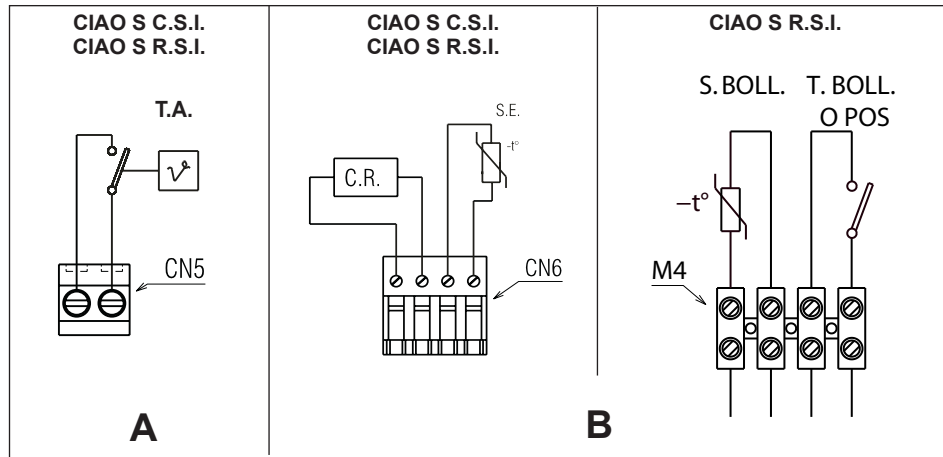 CIAO S C.S.I.
CIAO S R.S.I.
T.A.
CN5
A
CIAO S C.S.I.
CIAO S R.S.I.
S.E.
-t°
C.R.
CN6
CIAO S R.S.I.
S. BOLL.
T. BOLL.
O POS
–t°
M4
B